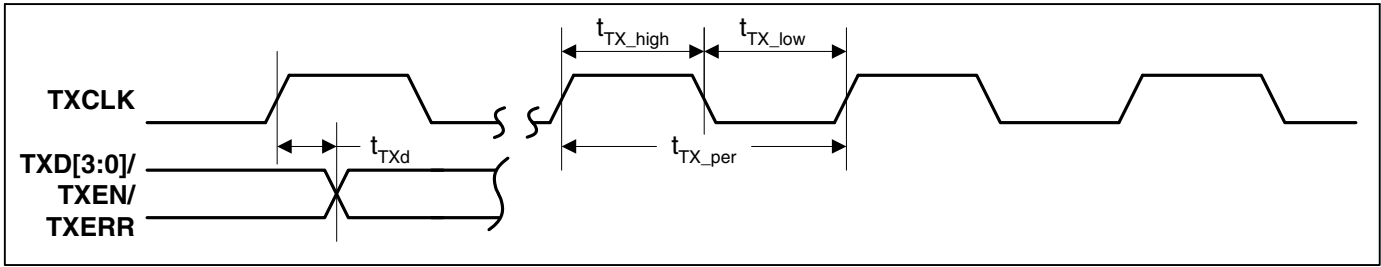 t_TX_high t_TX_low
TXCLK
t_TXd t_TX_per
TXD[3:0]/
TXEN/
TXERR